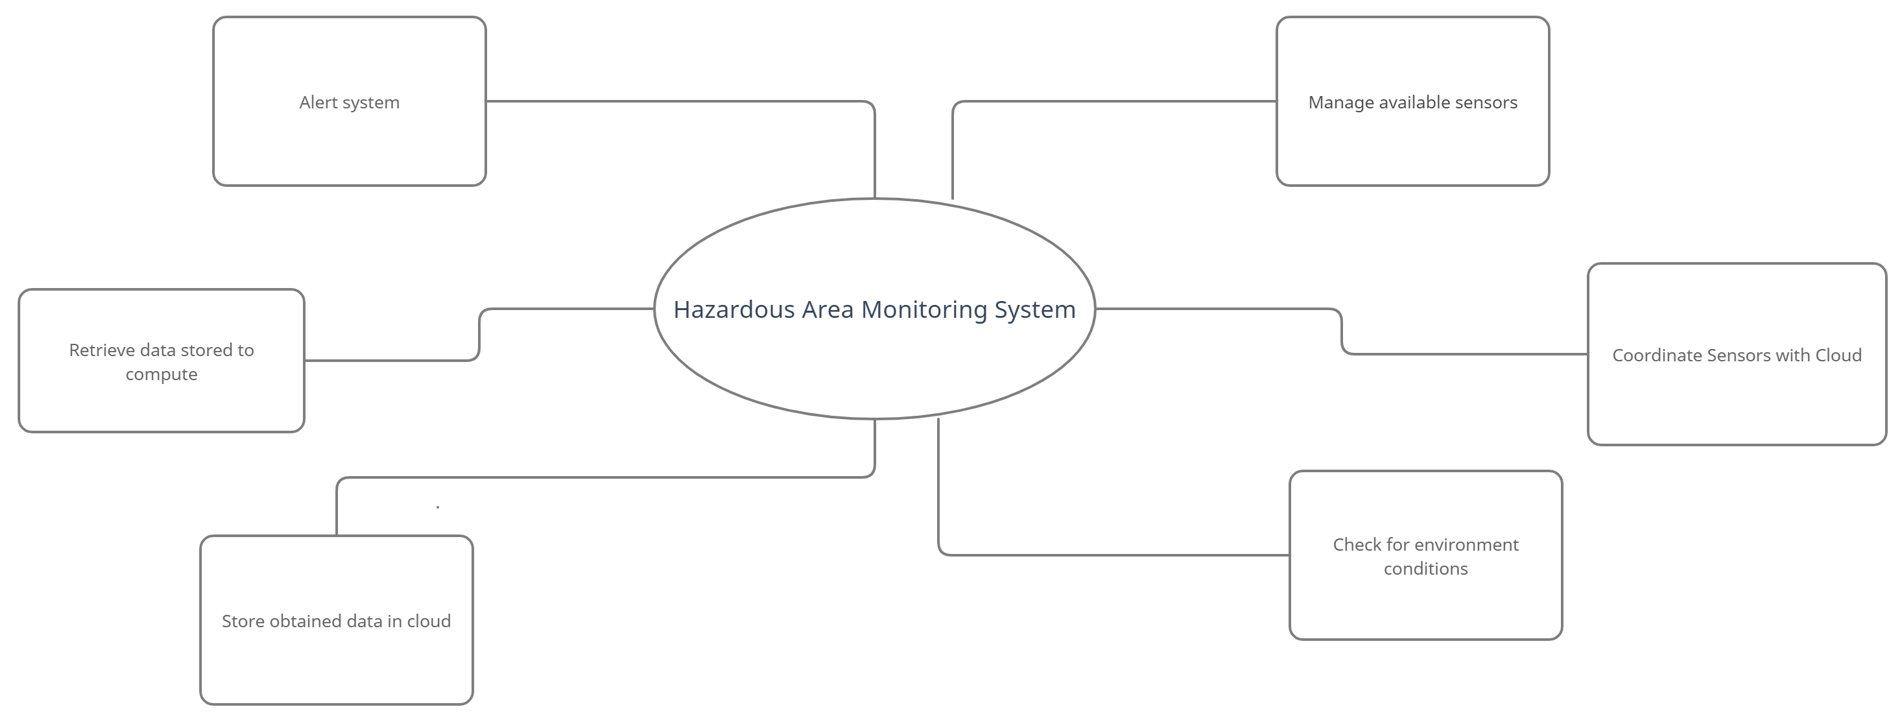 Alert system
Manage available sensors
Hazardous Area Monitoring System
Retrieve data stored to
compute
Coordinate Sensors with Cloud
Check for environment
conditions
Store obtained data in cloud